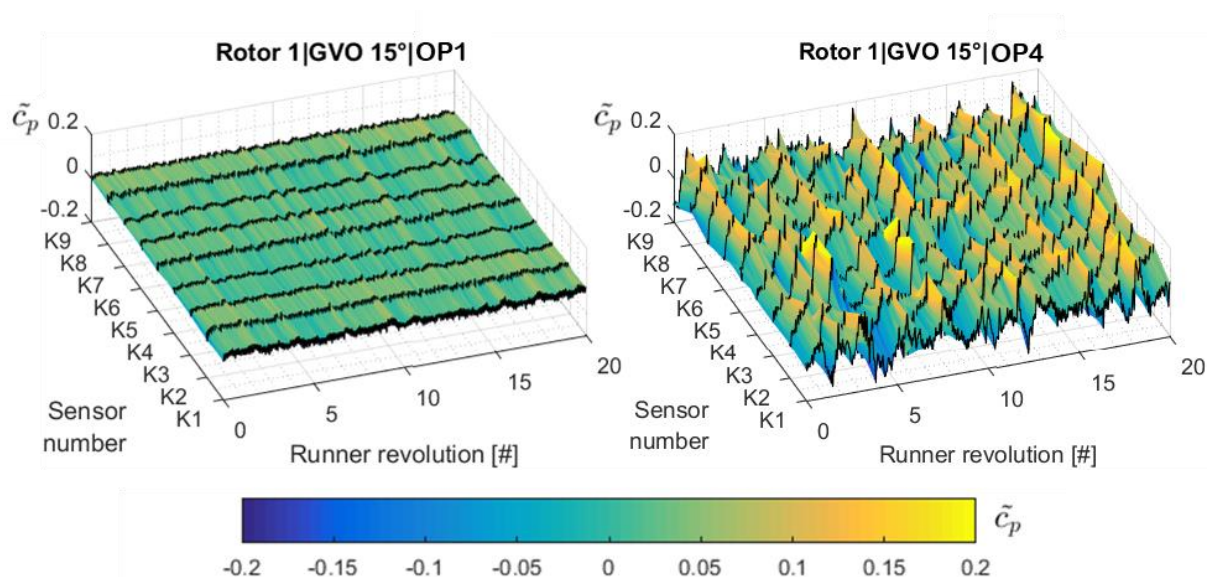 Rotor 1|GVO 15°|OP1
c̃p
0.2
0
-0.2
K9
K8
K7
K6
K5
K4
K3
K2
K1
Sensor
number
0
5
10
15
20
Runner revolution [#]
Rotor 1|GVO 15°|OP4
c̃p
0.2
0
-0.2
K9
K8
K7
K6
K5
K4
K3
K2
K1
Sensor
number
0
5
10
15
20
Runner revolution [#]
c̃p
-0.2 -0.15 -0.1 -0.05 0 0.05 0.1 0.15 0.2